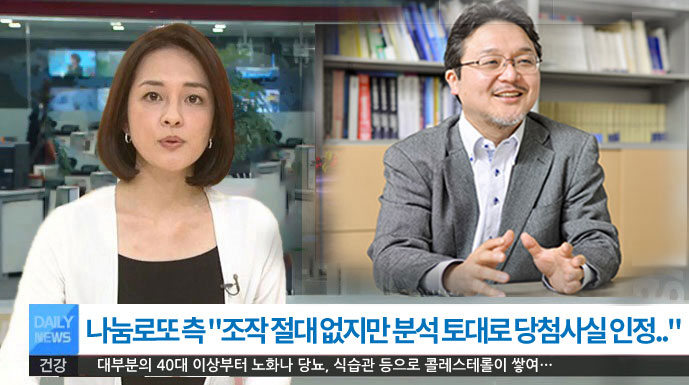 DAILY
NEWS
나눔로또 측 "조작 절대 없지만 분석 토대로 당첨사실 인정.."
건강
대부분의 40대 이상부터 노화나 당뇨, 식습관 등으로 콜레스테롤이 쌓여…